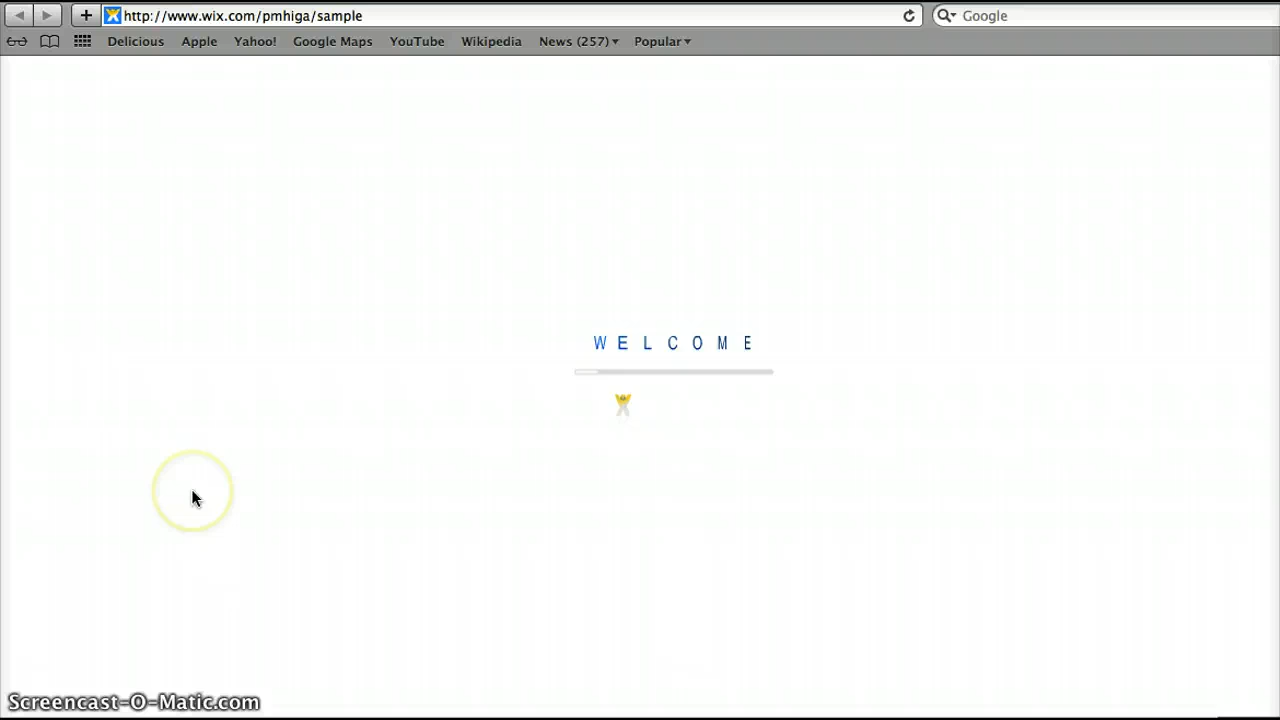 http://www.wix.com/pmhiga/sample
Google
Delicious Apple Yahoo! Google Maps YouTube Wikipedia News (257) Popular
WELCOME
Screencast-O-Matic.com